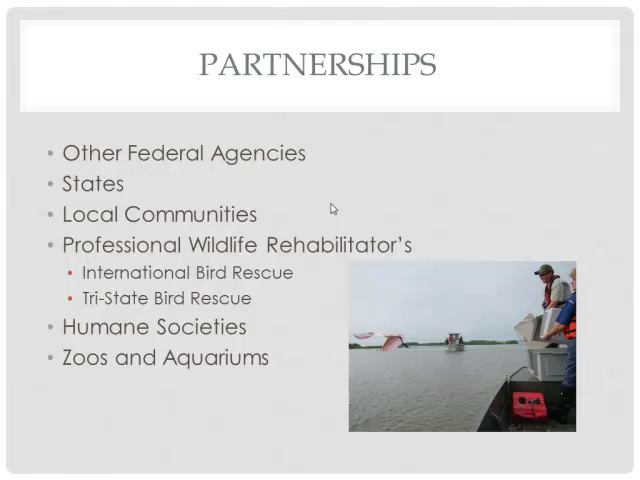 PARTNERSHIPS
• Other Federal Agencies
• States
• Local Communities
• Professional Wildlife Rehabilitator's
• International Bird Rescue
• Tri-State Bird Rescue
• Humane Societies
• Zoos and Aquariums